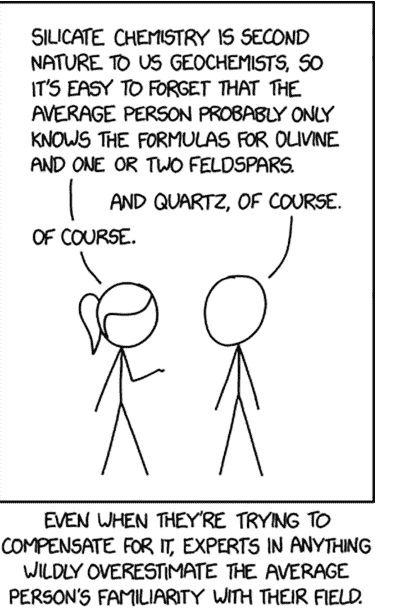 SILICATE CHEMISTRY IS SECOND
NATURE TO US GEOCHEMISTS, SO
IT'S EASY TO FORGET THAT THE
AVERAGE PERSON PROBABLY ONLY
KNOWS THE FORMULAS FOR OLIVINE
AND ONE OR TWO FELDSPARS.
AND QUARTZ, OF COURSE.
OF COURSE.
EVEN WHEN THEY'RE TRYING TO
COMPENSATE FOR IT, EXPERTS IN ANYTHING
WILDLY OVERESTIMATE THE AVERAGE
PERSON'S FAMILIARITY WITH THEIR FIELD.